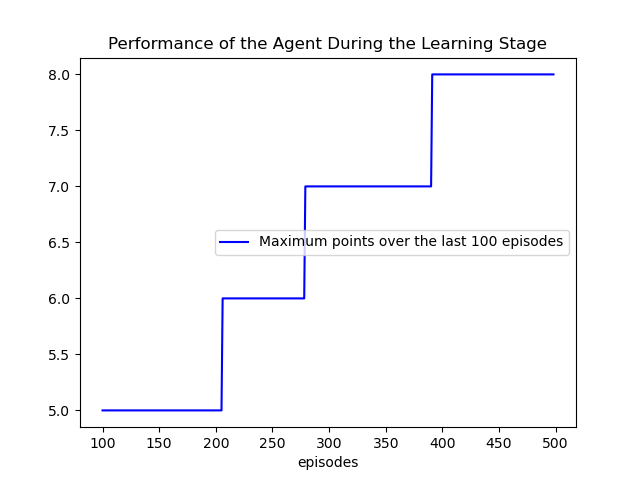 Performance of the Agent During the Learning Stage
8.0
7.5
7.0
6.5
6.0
5.5
5.0
Maximum points over the last 100 episodes
100 150 200 250 300 350 400 450 500
episodes